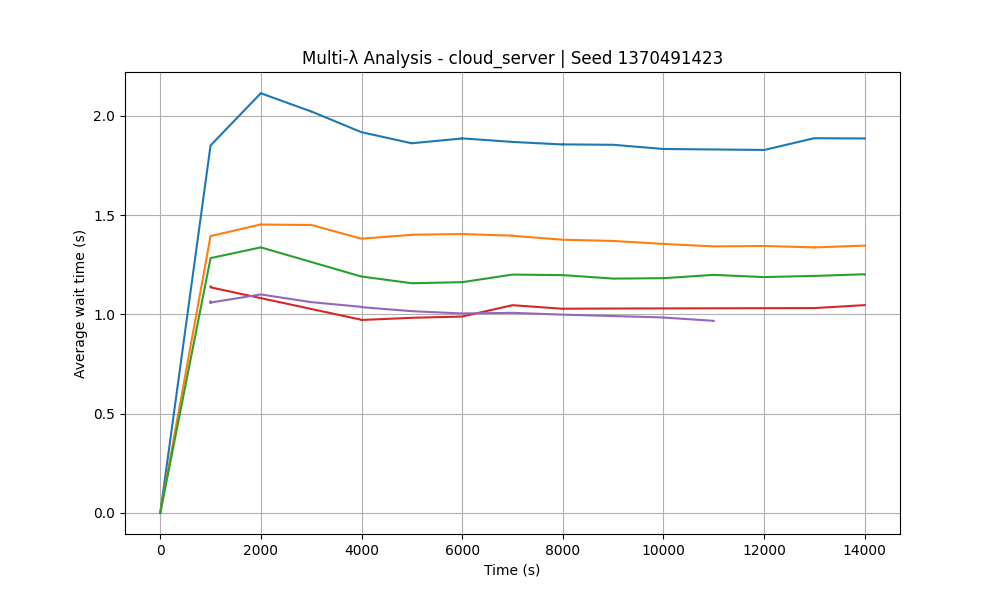 Multi-λ Analysis - cloud_server | Seed 1370491423
Average wait time (s)
2.0
1.5
1.0
0.5
0.0
0 2000 4000 6000 8000 10000 12000 14000
Time (s)